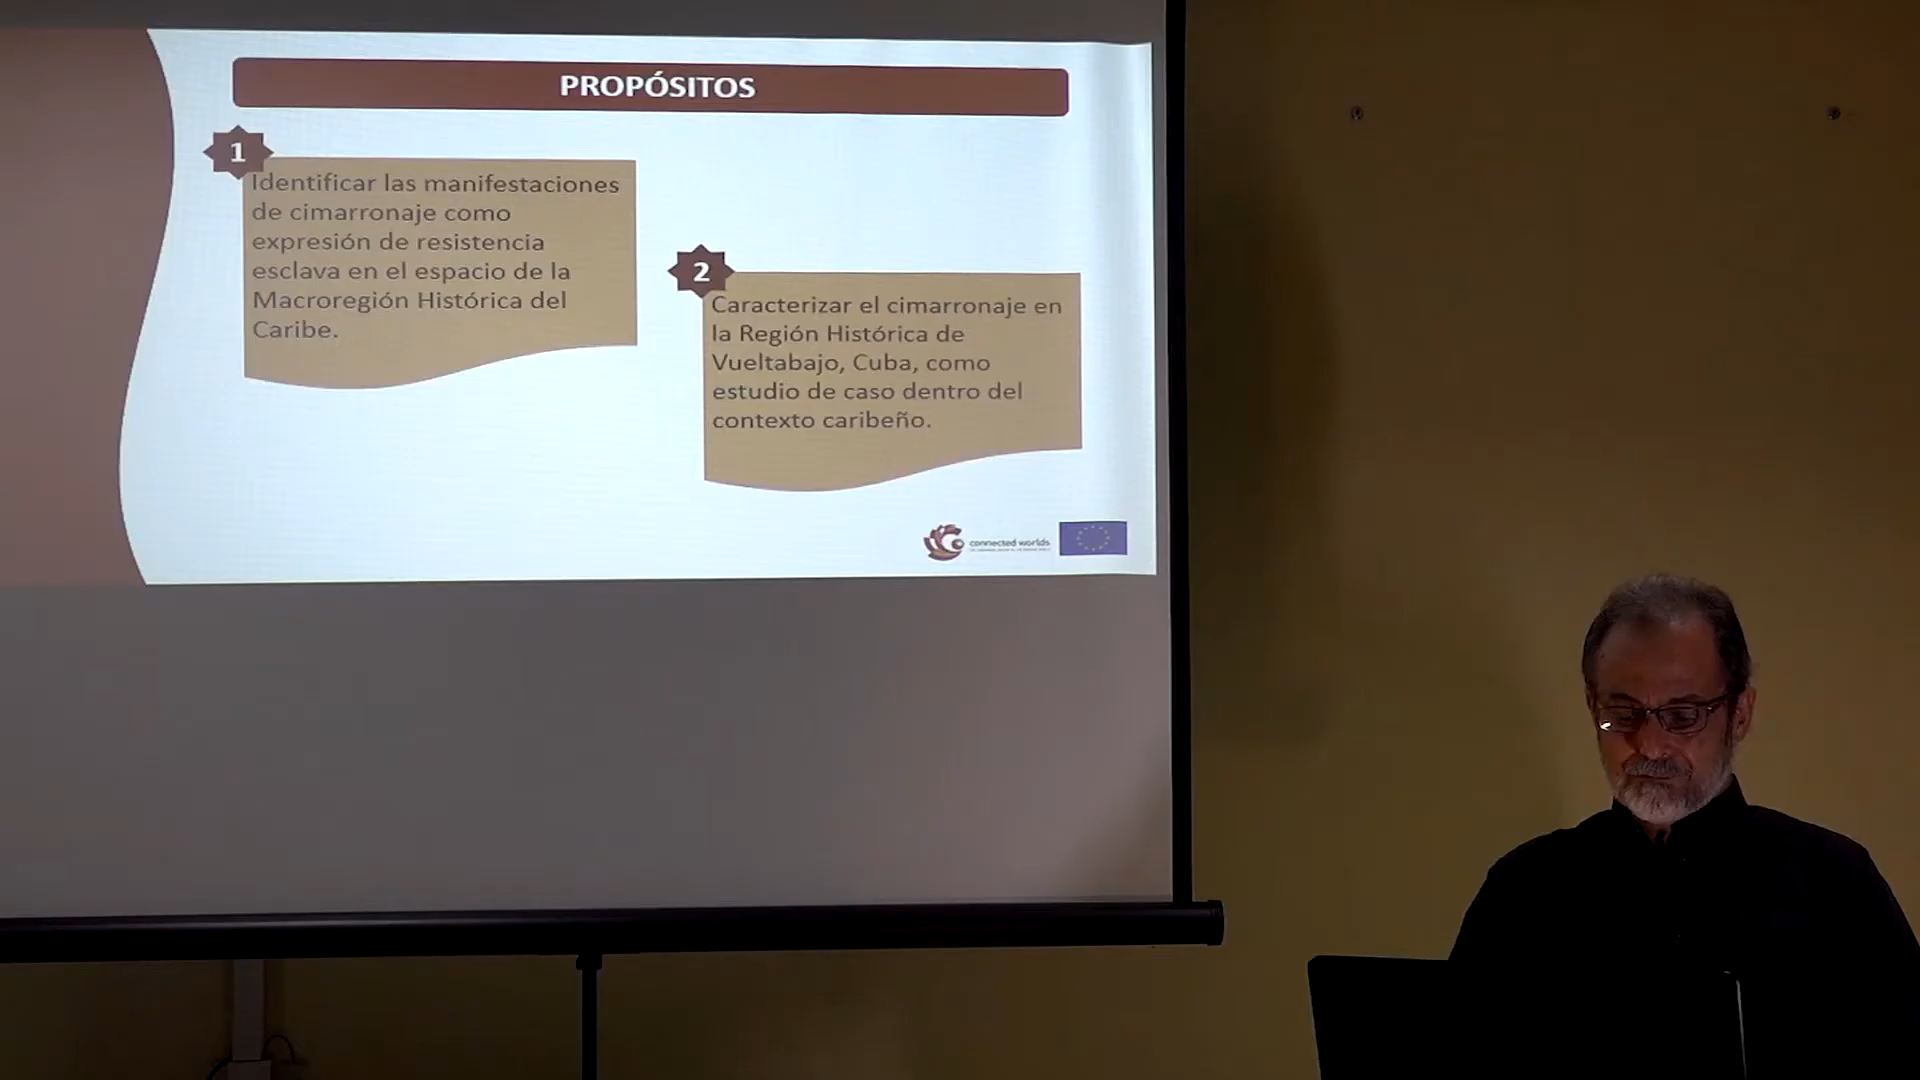 PROPÓSITOS
1
Identificar las manifestaciones
de cimarronaje como
expresión de resistencia
esclava en el espacio de la
Macroregión Histórica del
Caribe.
2
Caracterizar el cimarronaje en
la Región Histórica de
Vueltabajo, Cuba, como
estudio de caso dentro del
contexto caribeño.
connected worlds